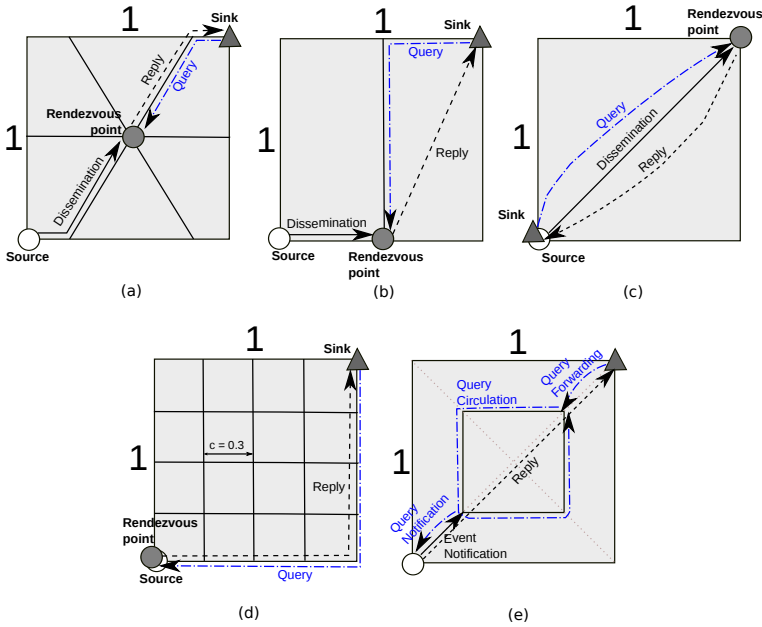 1
Sink
1
Rendezvous
point
Reply
Query
Dissemination
Source
(a)
1
Sink
1
Query
Reply
Dissemination
Source
Rendezvous
point
(b)
Rendezvous
point
1
Query
Dissemination
Reply
Sink
Source
(c)
1
Sink
1
c = 0.3
Reply
Rendezvous
point
Source
Query
(d)
1
1
Query
Forwarding
Query
Circulation
Reply
Query
Notification
Event
Notification
(e)